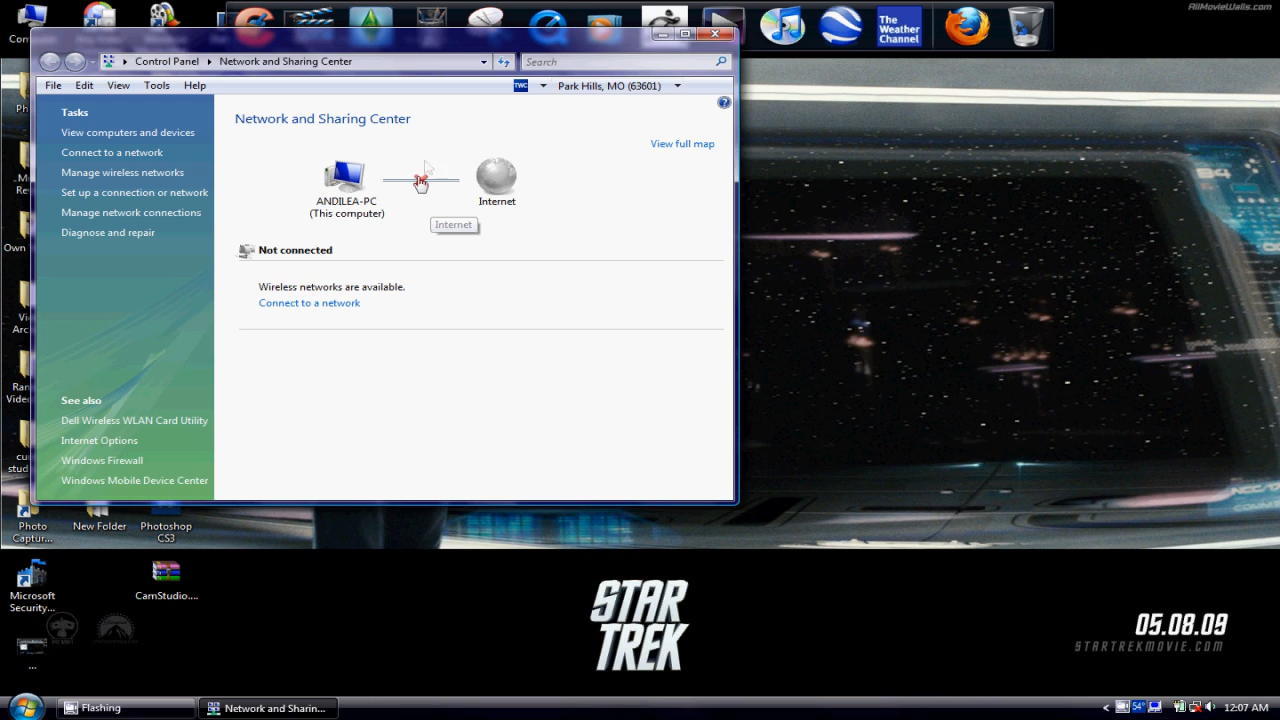 AllMovieWalls.com
The
Weather
Channel
Control Panel
Network and Sharing Center
Search
File
Edit
View
Tools
Help
TWC
Park Hills, MO (63601)
Tasks
View computers and devices
Connect to a network
Manage wireless networks
Set up a connection or network
Manage network connections
Diagnose and repair
See also
Dell Wireless WLAN Card Utility
Internet Options
Windows Firewall
Windows Mobile Device Center
Network and Sharing Center
View full map
ANDILEA-PC
(This computer)
Internet
Internet
Not connected
Wireless networks are available.
Connect to a network
Own
Photo
Captur...
New Folder
Photoshop
CS3
Microsoft
Security...
CamStudio....
...
STAR
TREK
05.08.09
STARTREKMOVIE.COM
Flashing
Network and Sharin...
54°
12:07 AM